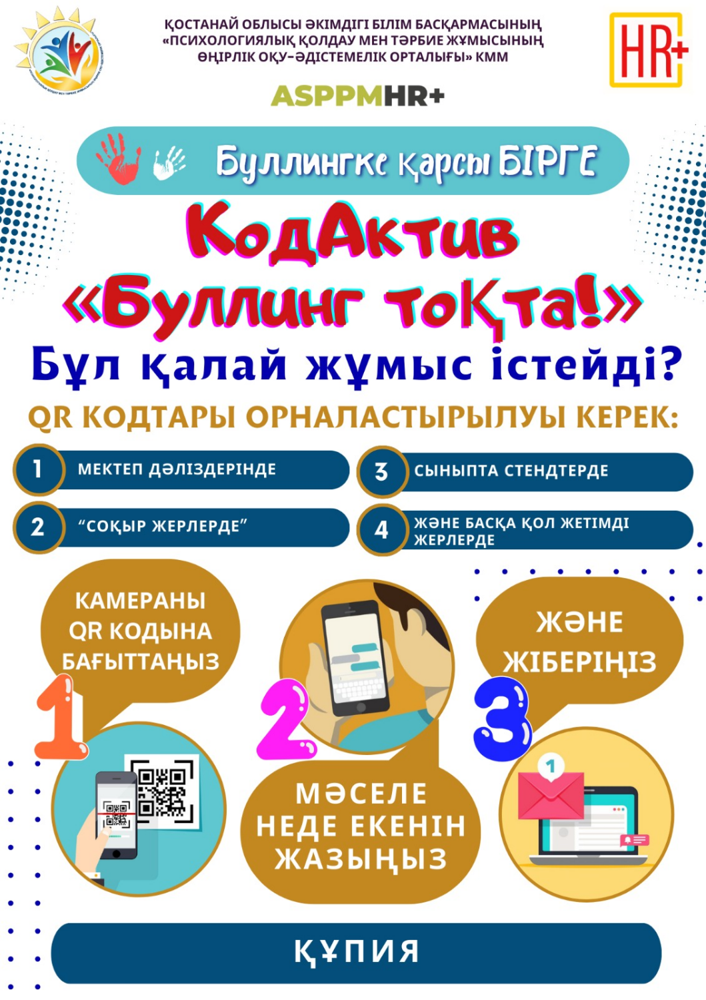 ҚОСТАНАЙ ОБЛЫСЫ ӘКІМДІГІ БІЛІМ БАСҚАРМАСЫНЫҢ
«ПСИХОЛОГИЯЛЫҚ ҚОЛДАУ МЕН ТӘРБИЕ ЖҰМЫСЫНЫҢ
ӨҢІРЛІК ОҚУ-ӘДІСТЕМЕЛІК ОРТАЛЫҒЫ» КММ
HR+
ASPPMHR+
Буллингке қарсы БІРГЕ
КодАктив
«Буллинг тоқта!»
Бұл қалай жұмыс істейді?
QR КОДТАРЫ ОРНАЛАСТЫРЫЛУЫ КЕРЕК:
1 МЕКТЕП ДӘЛІЗДЕРІНДЕ
2 “СОҚЫР ЖЕРЛЕРДЕ”
3 СЫНЫПТА СТЕНДТЕРДЕ
4 ЖӘНЕ БАСҚА ҚОЛ ЖЕТІМДІ
ЖЕРЛЕРДЕ
КАМЕРАНЫ
QR КОДЫНА
БАҒЫТТАҢЫЗ
1
2
МӘСЕЛЕ
НЕДЕ ЕКЕНІН
ЖАЗЫҢЫЗ
ЖӘНЕ
ЖІБЕРІҢІЗ
3
1
ҚҰПИЯ